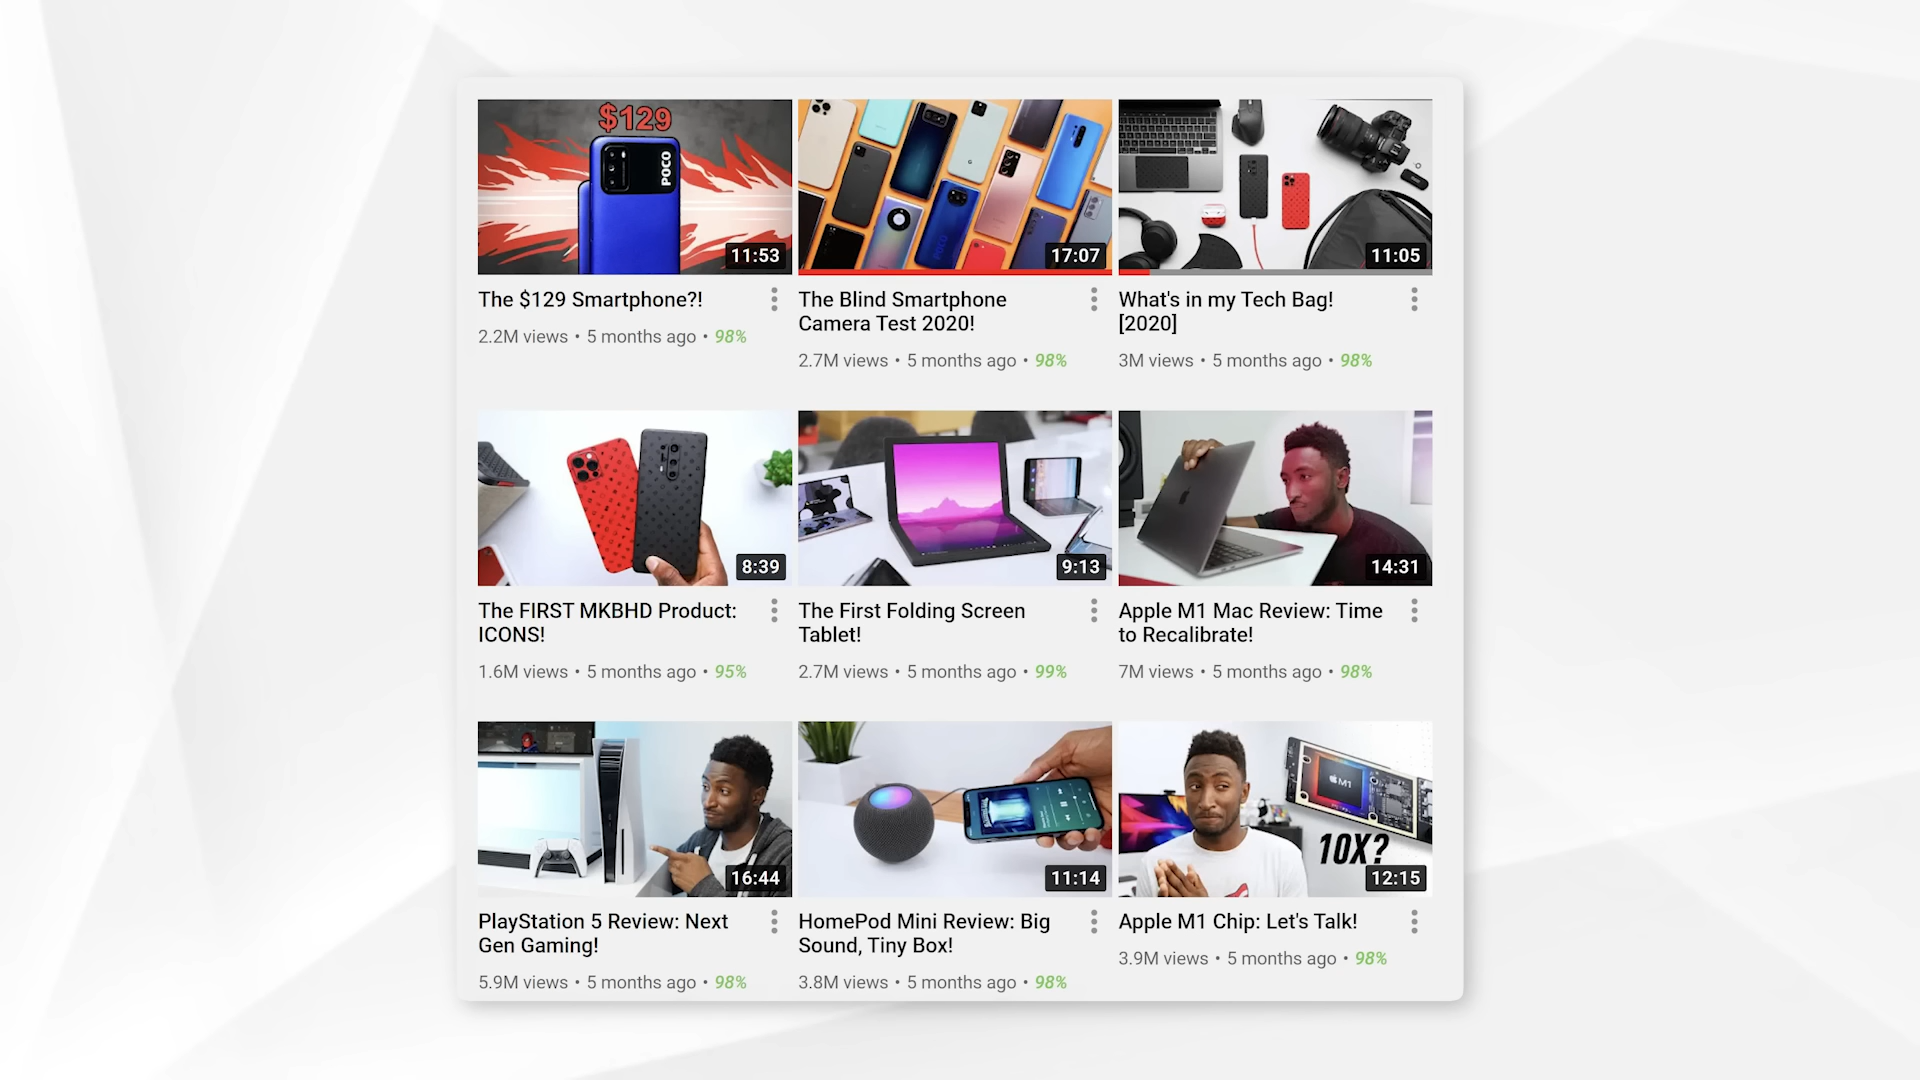 $129
POCO
11:53
17:07
11:05
The $129 Smartphone?!
2.2M views • 5 months ago • 98%
The Blind Smartphone
Camera Test 2020!
2.7M views • 5 months ago • 98%
What's in my Tech Bag!
[2020]
3M views • 5 months ago • 98%
8:39
9:13
14:31
The FIRST MKBHD Product:
ICONS!
1.6M views • 5 months ago • 95%
The First Folding Screen
Tablet!
2.7M views • 5 months ago • 99%
Apple M1 Mac Review: Time
to Recalibrate!
7M views • 5 months ago • 98%
16:44
11:14
M1
10X?
12:15
PlayStation 5 Review: Next
Gen Gaming!
5.9M views • 5 months ago • 98%
HomePod Mini Review: Big
Sound, Tiny Box!
3.8M views • 5 months ago • 98%
Apple M1 Chip: Let's Talk!
3.9M views • 5 months ago • 98%